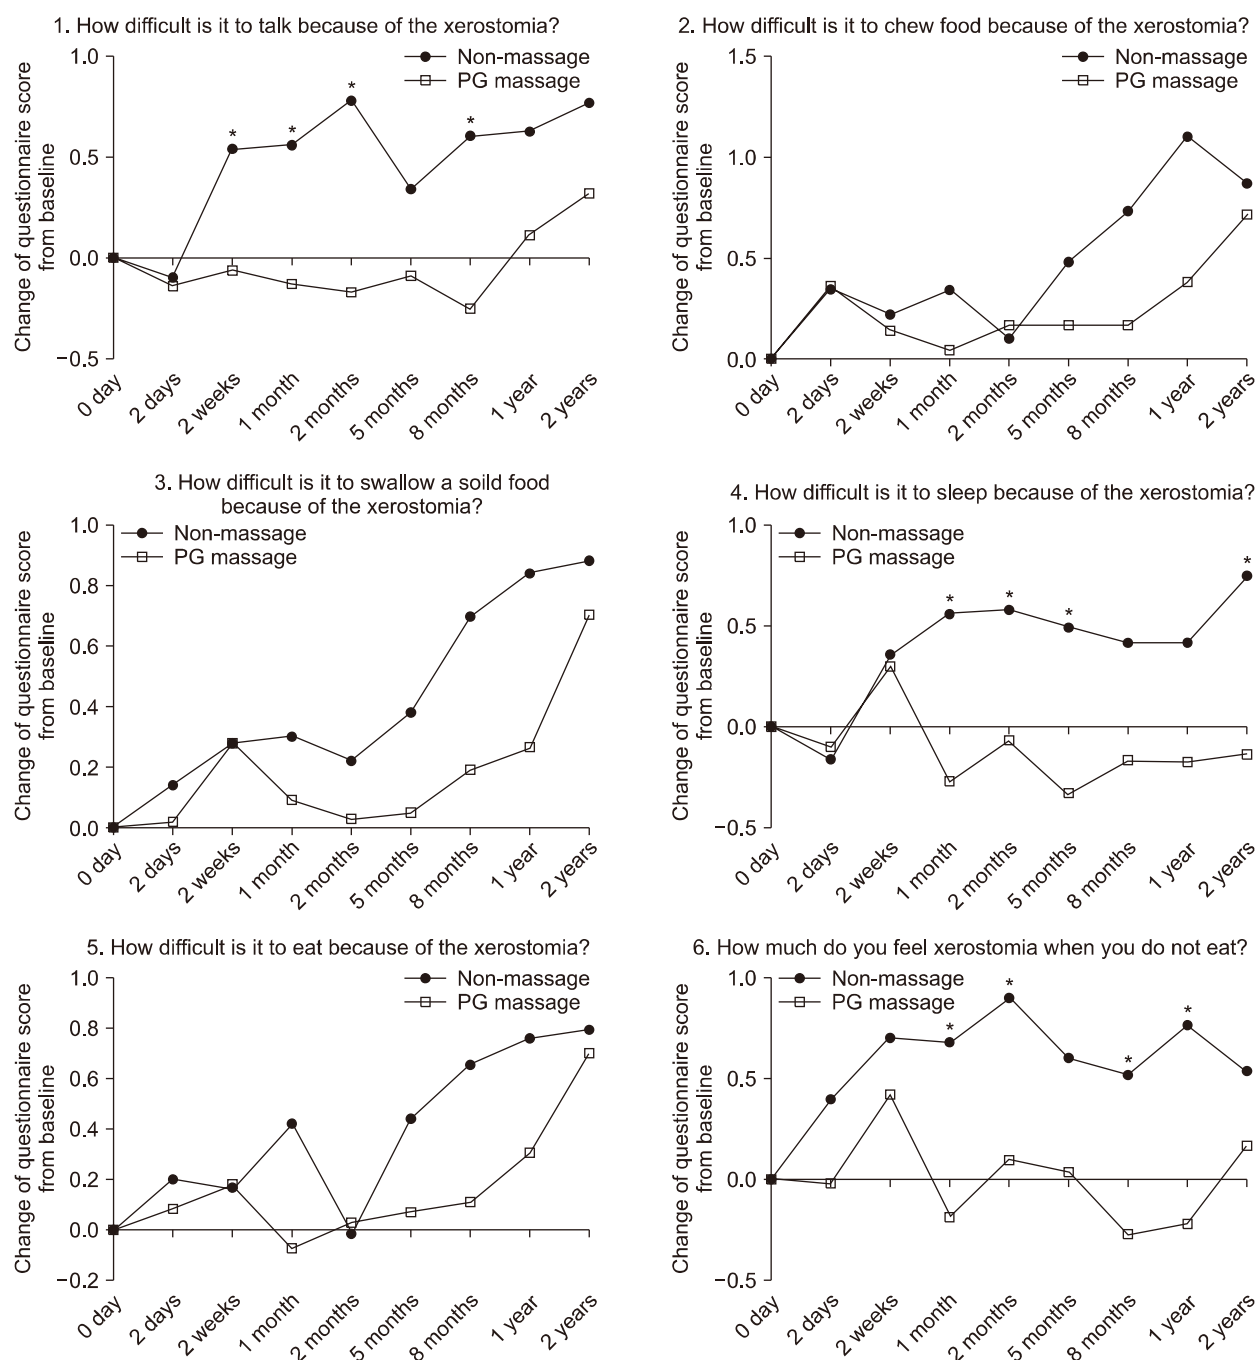 1. How difficult is it to talk because of the xerostomia?
Non-massage
PG massage
Change of questionnaire score
from baseline
1.0
0.5
0.0
−0.5
*
*
*
*
0 day
2 days
2 weeks
1 month
2 months
5 months
8 months
1 year
2 years
2. How difficult is it to chew food because of the xerostomia?
Non-massage
PG massage
Change of questionnaire score
from baseline
1.5
1.0
0.5
0.0
0 day
2 days
2 weeks
1 month
2 months
5 months
8 months
1 year
2 years
3. How difficult is it to swallow a soild food
because of the xerostomia?
Non-massage
PG massage
Change of questionnaire score
from baseline
1.0
0.8
0.6
0.4
0.2
0.0
0 day
2 days
2 weeks
1 month
2 months
5 months
8 months
1 year
2 years
4. How difficult is it to sleep because of the xerostomia?
Non-massage
PG massage
Change of questionnaire score
from baseline
1.0
0.5
0.0
−0.5
*
*
*
*
0 day
2 days
2 weeks
1 month
2 months
5 months
8 months
1 year
2 years
5. How difficult is it to eat because of the xerostomia?
Non-massage
PG massage
Change of questionnaire score
from baseline
1.0
0.8
0.6
0.4
0.2
0.0
−0.2
0 day
2 days
2 weeks
1 month
2 months
5 months
8 months
1 year
2 years
6. How much do you feel xerostomia when you do not eat?
Non-massage
PG massage
Change of questionnaire score
from baseline
1.0
0.5
0.0
−0.5
*
*
*
*
0 day
2 days
2 weeks
1 month
2 months
5 months
8 months
1 year
2 years